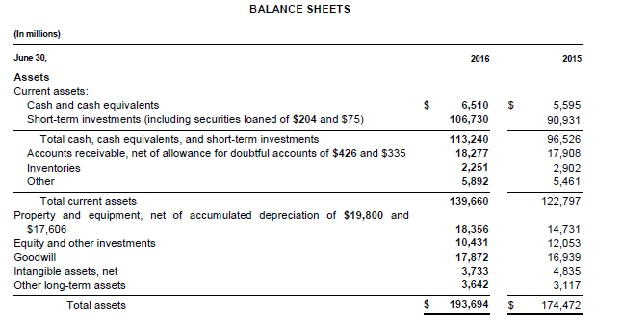 BALANCE SHEETS
(In millions)
June 30, 2016 2015
Assets
Current assets:
Cash and cash equivalents $ 6,510 $ 5,595
Short-term investments (including securities loaned of $204 and $75) 106,730 90,931
Total cash, cash equivalents, and short-term investments 113,240 96,526
Accounts receivable, net of allowance for doubtful accounts of $426 and $335 18,277 17,908
Inventories 2,251 2,902
Other 5,892 5,461
Total current assets 139,660 122,797
Property and equipment, net of accumulated depreciation of $19,800 and
$17,606 18,356 14,731
Equity and other investments 10,431 12,053
Goodwill 17,872 16,939
Intangible assets, net 3,733 4,835
Other long-term assets 3,642 3,117
Total assets $ 193,694 $ 174,472